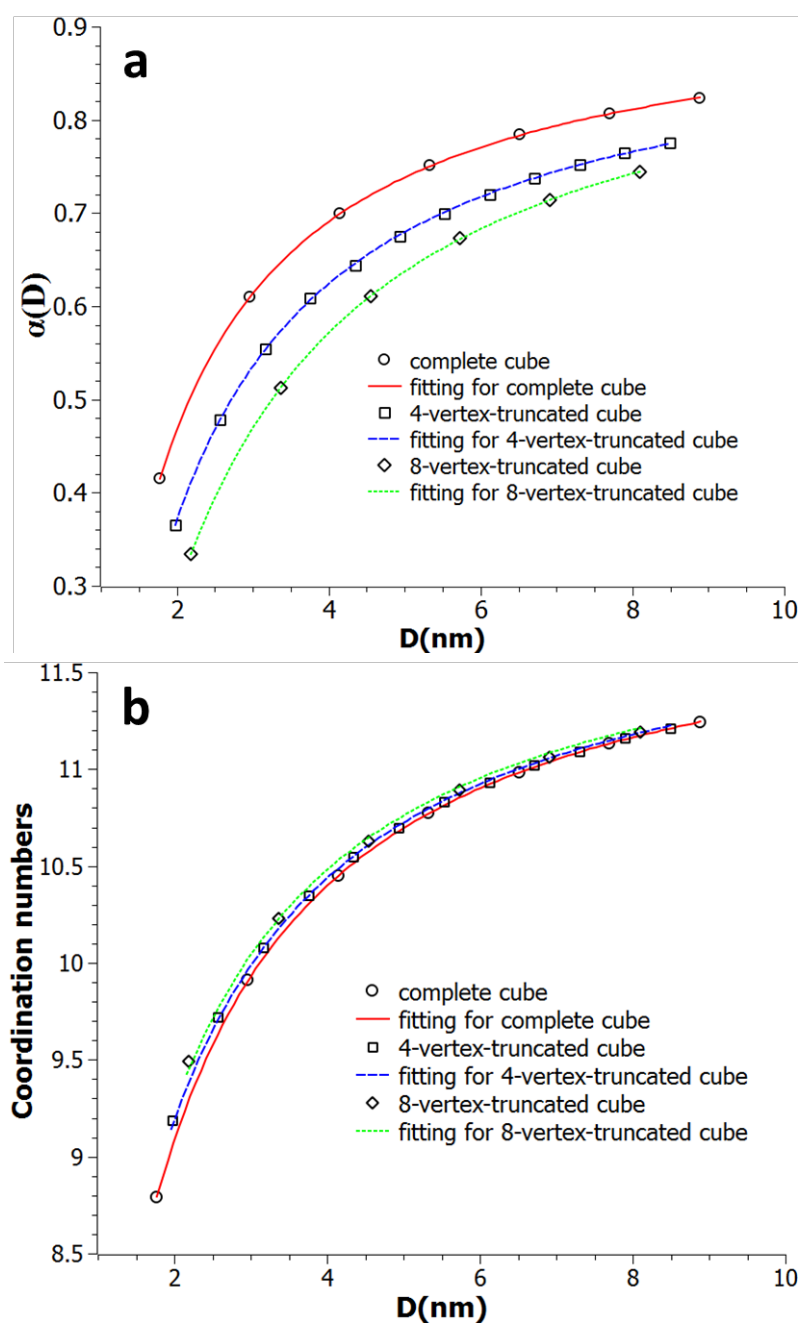 a
0.9
0.8
0.7
0.6
0.5
0.4
0.3
α(D)
complete cube
fitting for complete cube
4-vertex-truncated cube
fitting for 4-vertex-truncated cube
8-vertex-truncated cube
fitting for 8-vertex-truncated cube
2 4 6 8 10
D(nm)
b
11.5
11
10.5
10
9.5
9
8.5
Coordination numbers
complete cube
fitting for complete cube
4-vertex-truncated cube
fitting for 4-vertex-truncated cube
8-vertex-truncated cube
fitting for 8-vertex-truncated cube
2 4 6 8 10
D(nm)